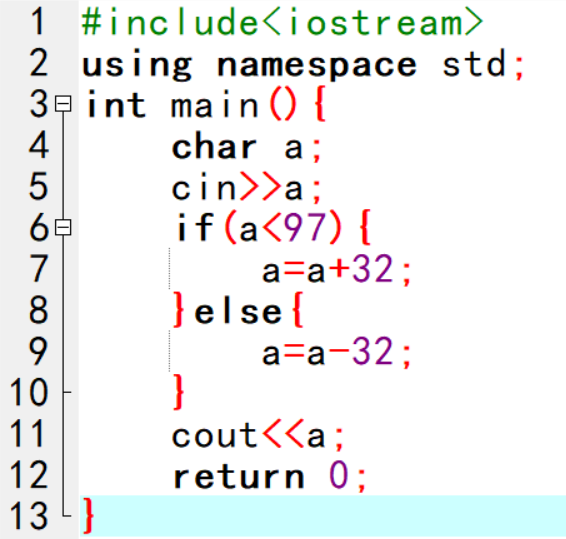 1 #include<iostream>
2 using namespace std;
3 int main(){
4     char a;
5     cin>>a;
6     if(a<97){
7         a=a+32;
8     }else{
9         a=a-32;
10     }
11     cout<<a;
12     return 0;
13 }